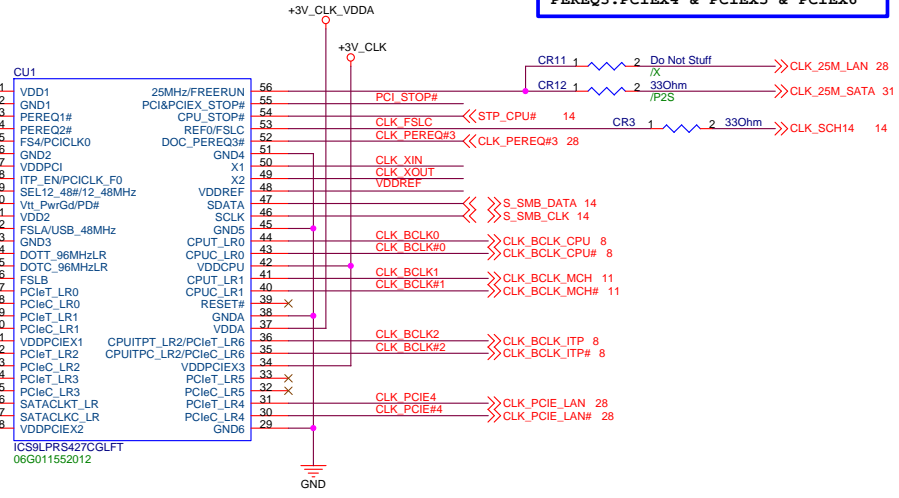 PEREQ3:PCIEX4 & PCIEX5 & PCIEX6
+3V_CLK_VDDA
+3V_CLK
CU1
VDD1
GND1
PEREQ1#
PEREQ2#
FS4/PCICLK0
GND2
VDDPCI
ITP_EN/PCICLK_F0
SEL12_48#/12_48MHz
Vtt_PwrGd/PD#
VDD2
FSLA/USB_48MHz
GND3
DOTT_96MHzLR
DOTC_96MHzLR
FSLB
PCIeT_LR0
PCIeC_LR0
PCIeT_LR1
PCIeC_LR1
VDDPCIEX1
PCIeT_LR2
PCIeC_LR2
PCIeT_LR3
PCIeC_LR3
SATACLKT_LR
SATACLKC_LR
VDDPCIEX2
25MHz/FREERUN 56
PCI&PCIEX_STOP# 55 PCI_STOP#
CPU_STOP# 54 STP_CPU# 14
REF0/FSLC 53 CLK_FSLC CR3 1 2 33Ohm CLK_SCH14 14
DOC_PEREQ3# 52 CLK_PEREQ#3 CLK_PEREQ#3 28
GND4 51
X1 50 CLK_XIN
X2 49 CLK_XOUT
VDDREF 48 VDDREF
SDATA 47 S_SMB_DATA 14
SCLK 46 S_SMB_CLK 14
GND5 45
CPUT_LR0 44 CLK_BCLK0 CLK_BCLK_CPU 8
CPUC_LR0 43 CLK_BCLK#0 CLK_BCLK_CPU# 8
VDDCPU 42
CPUT_LR1 41 CLK_BCLK1 CLK_BCLK_MCH 11
CPUC_LR1 40 CLK_BCLK#1 CLK_BCLK_MCH# 11
RESET# 39
GNDA 38
VDDA 37
CPUITPT_LR2/PCIeT_LR6 36 CLK_BCLK2 CLK_BCLK_ITP 8
CPUITPC_LR2/PCIeC_LR6 35 CLK_BCLK#2 CLK_BCLK_ITP# 8
VDDPCIEX3 34
PCIeT_LR5 33
PCIeC_LR5 32
PCIeT_LR4 31 CLK_PCIE4 CLK_PCIE_LAN 28
PCIeC_LR4 30 CLK_PCIE#4 CLK_PCIE_LAN# 28
GND6 29
CR11 1 2 Do Not Stuff CLK_25M_LAN 28
/X
CR12 1 2 33Ohm CLK_25M_SATA 31
/P2S
ICS9LPRS427CGLFT
06G011552012
GND